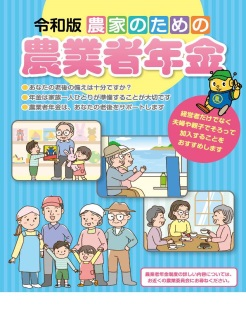 令和版 農家のための
農業者年金
●あなたの老後の備えは十分ですか？
●年金は家族一人ひとりが準備することが大切です
●農業者年金は、あなたの老後をサポートします
経営者だけでなく
夫婦や親子でそろって
加入することを
おすすめします
農業者年金制度の詳しい内容については、
お近くの農業委員会にお尋ねください。